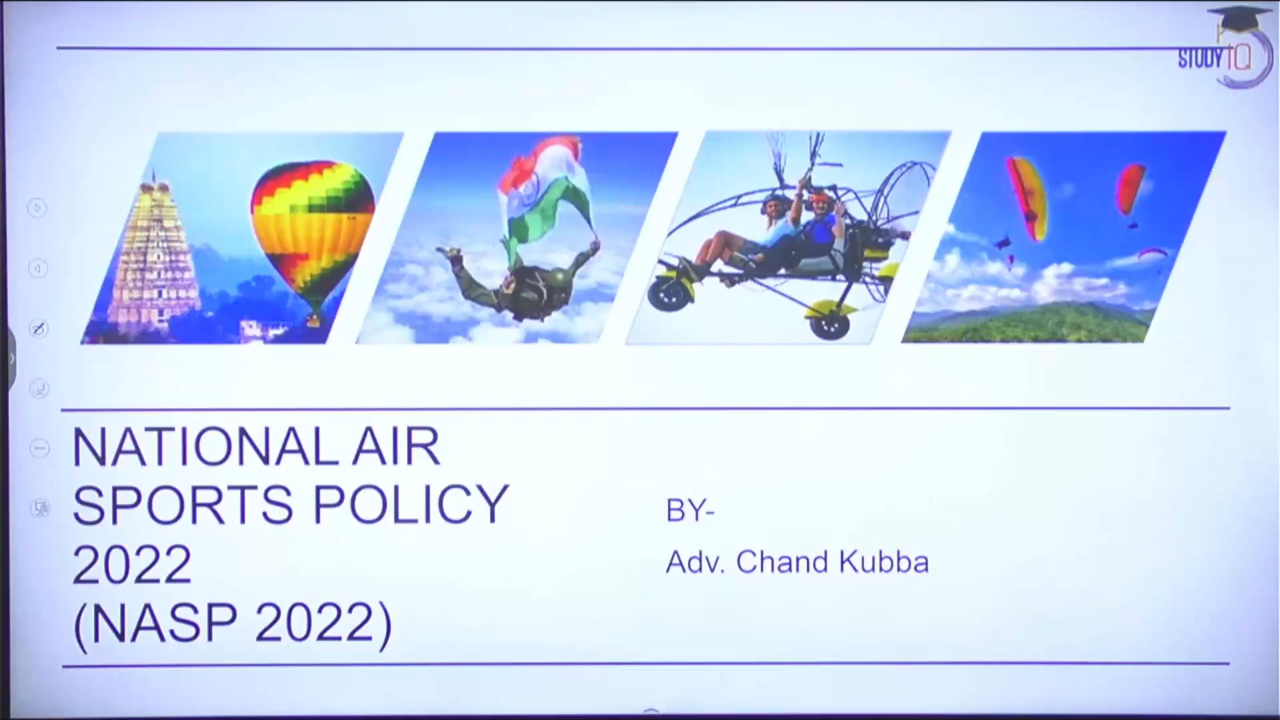 STUDY IQ
NATIONAL AIR
SPORTS POLICY
2022
(NASP 2022)
BY-
Adv. Chand Kubba